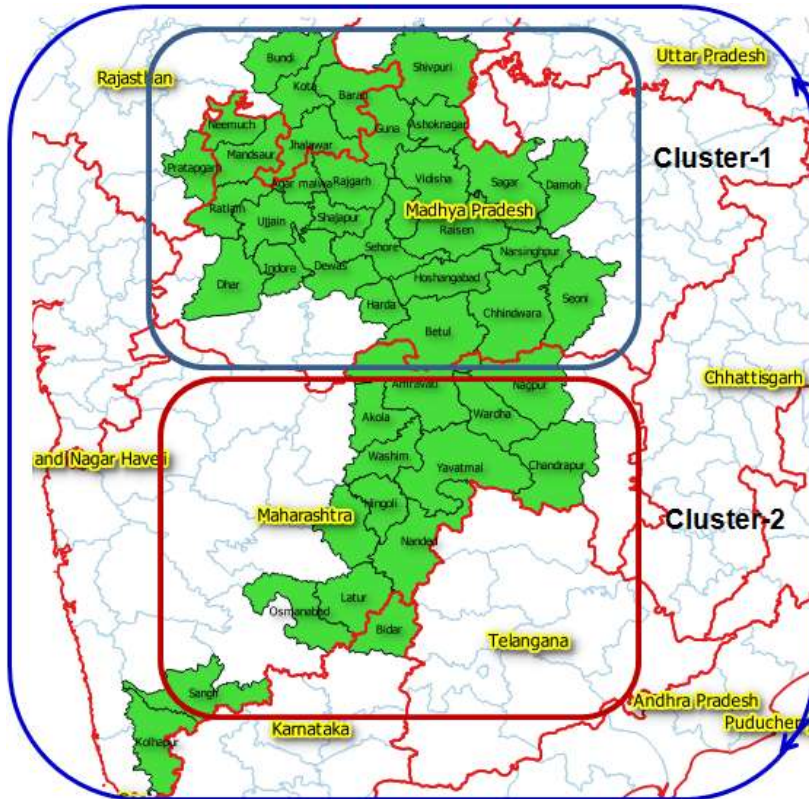 Bundi
Shivpuri
Uttar Pradesh
Rajasthan
Kota
Baran
Neemuch
Guna
Ashoknagar
Jhalawar
Mandsaur
Cluster-1
Pratapgarh
Agar malwa
Rajgarh
Vidisha
Sagar
Damoh
Ratlam
Ujjain
Shajapur
Madhya Pradesh
Raisen
Sehore
Narsinghpur
Dhar
Indore
Dewas
Hoshangabad
Harda
Seoni
Chhindwara
Betul
Chhattisgarh
Amravati
Nagpur
Akola
Wardha
and Nagar Haveli
Washim
Yavatmal
Chandrapur
Hingoli
Maharashtra
Cluster-2
Nanded
Latur
Osmanabad
Bidar
Telangana
Sangli
Andhra Pradesh
Kolhapur
Karnataka
Puducher